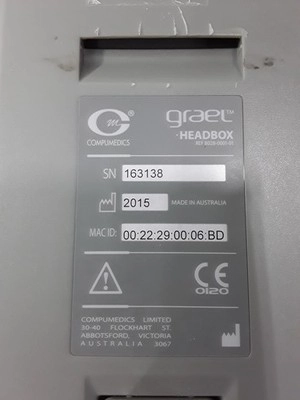 COMPUMEDICS
grael™
HEADBOX
SN 163138
2015 MADE IN AUSTRALIA
MAC ID: 00:22:29:00:06:BD
CE
0120
COMPUMEDICS LIMITED
30-40 FLOCKHART ST.
ABBOTSFORD, VICTORIA
AUSTRALIA 3067